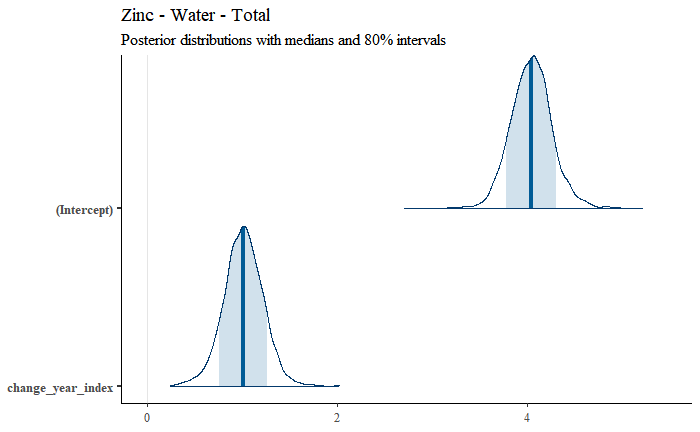 Zinc - Water - Total
Posterior distributions with medians and 80% intervals
(Intercept)
change_year_index
0 2 4